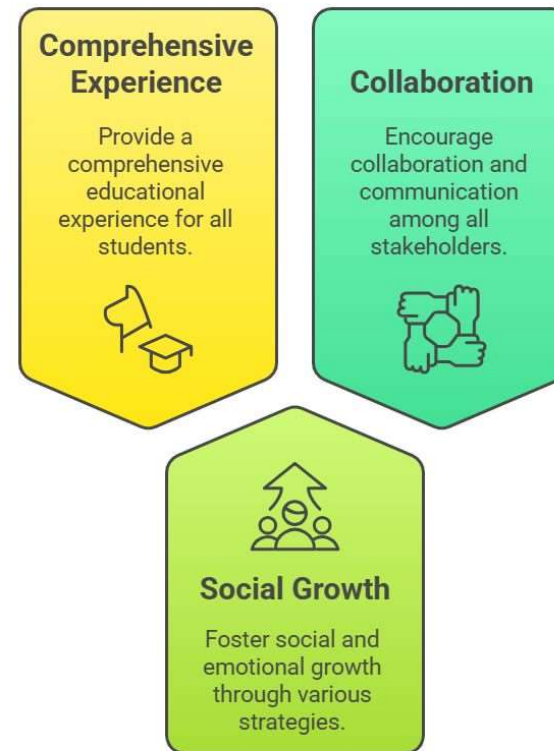 Comprehensive
Experience
Provide a
comprehensive
educational
experience for all
students.
Collaboration
Encourage
collaboration and
communication
among all
stakeholders.
Social Growth
Foster social and
emotional growth
through various
strategies.